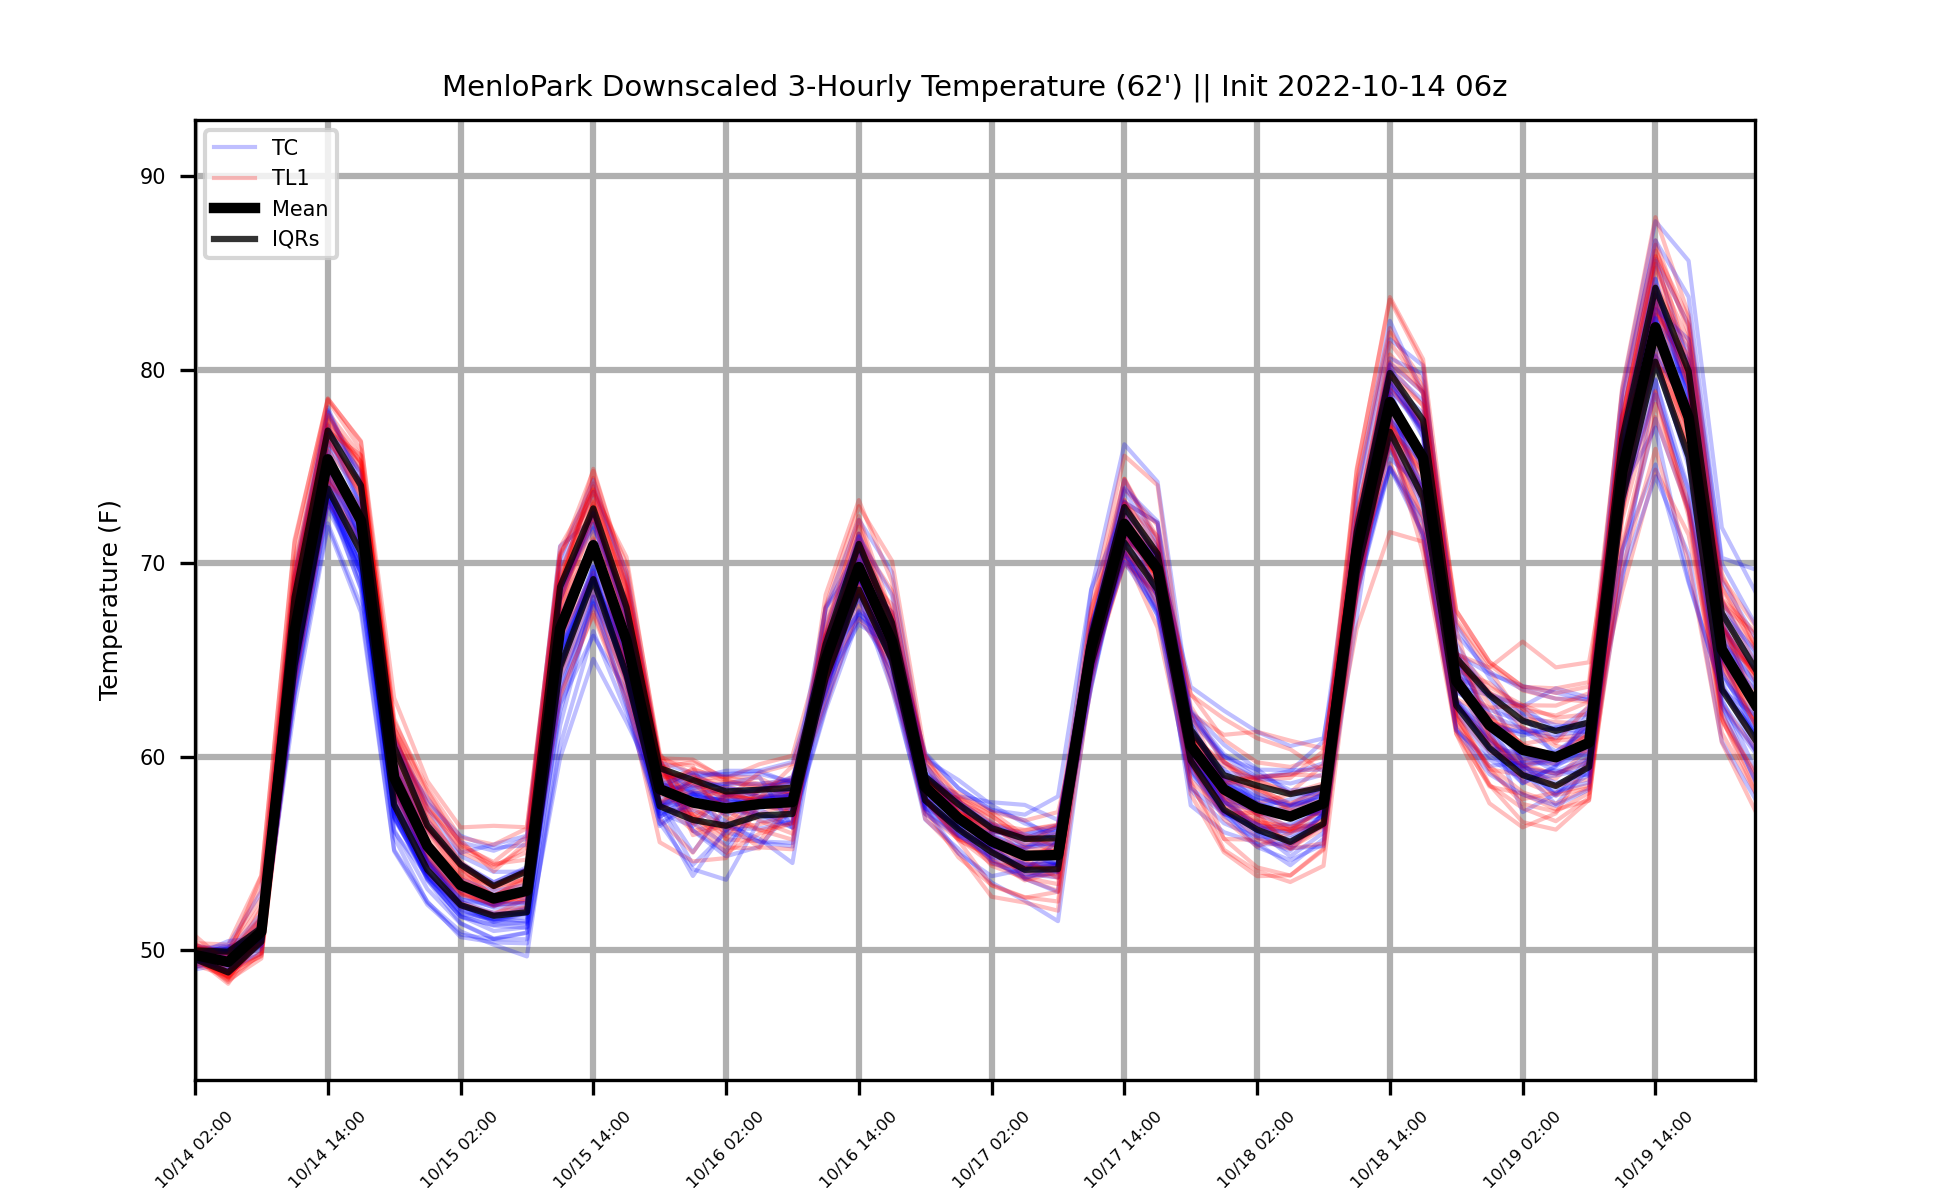 MenloPark Downscaled 3-Hourly Temperature (62') || Init 2022-10-14 06z
TC
TL1
Mean
IQRs
Temperature (F)
90
80
70
60
50
10/14 02:00
10/14 14:00
10/15 02:00
10/15 14:00
10/16 02:00
10/16 14:00
10/17 02:00
10/17 14:00
10/18 02:00
10/18 14:00
10/19 02:00
10/19 14:00